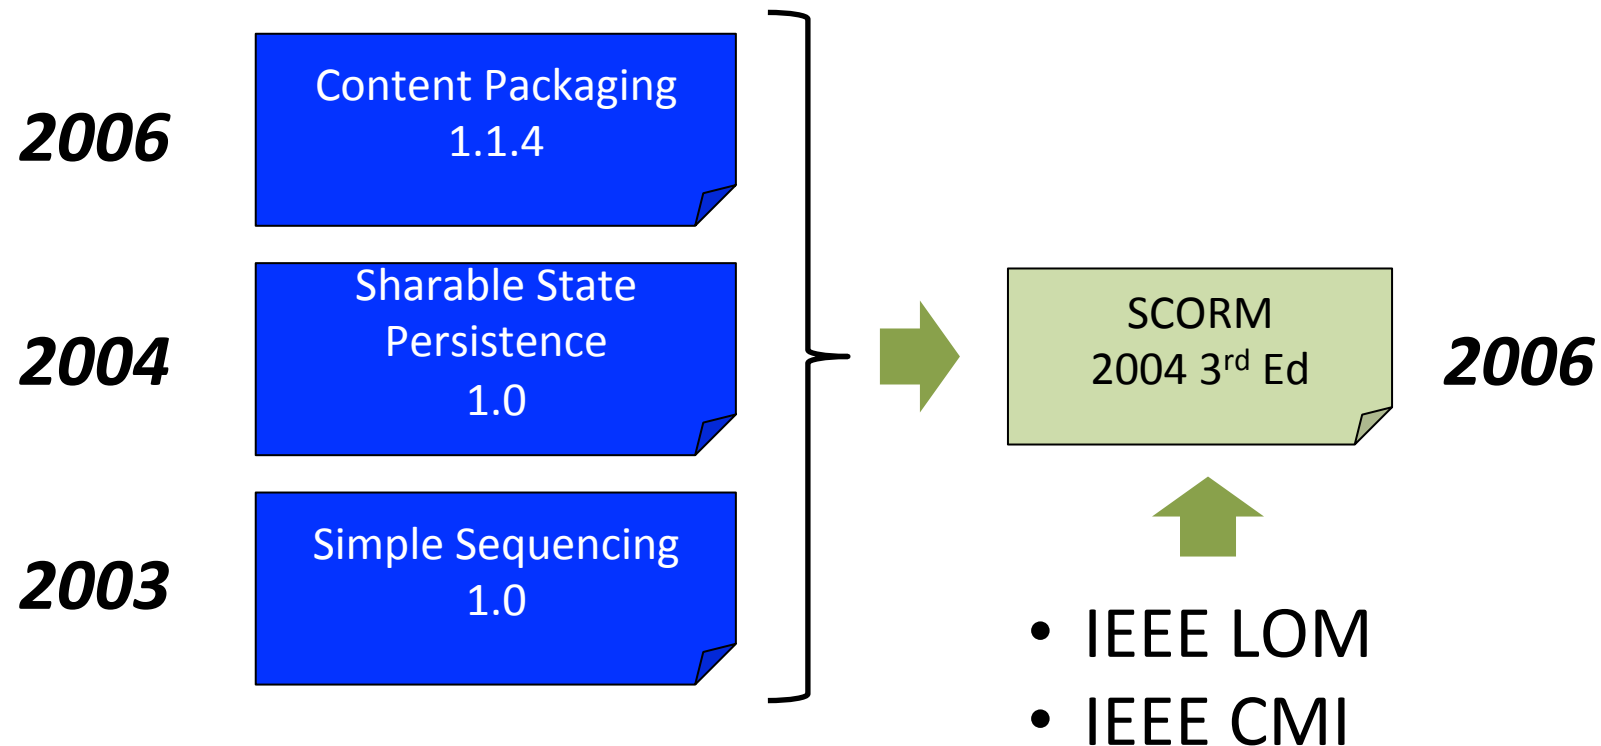 2006
Content Packaging
1.1.4
2004
Sharable State
Persistence
1.0
2003
Simple Sequencing
1.0
SCORM
2004 3rd Ed
2006
• IEEE LOM
• IEEE CMI